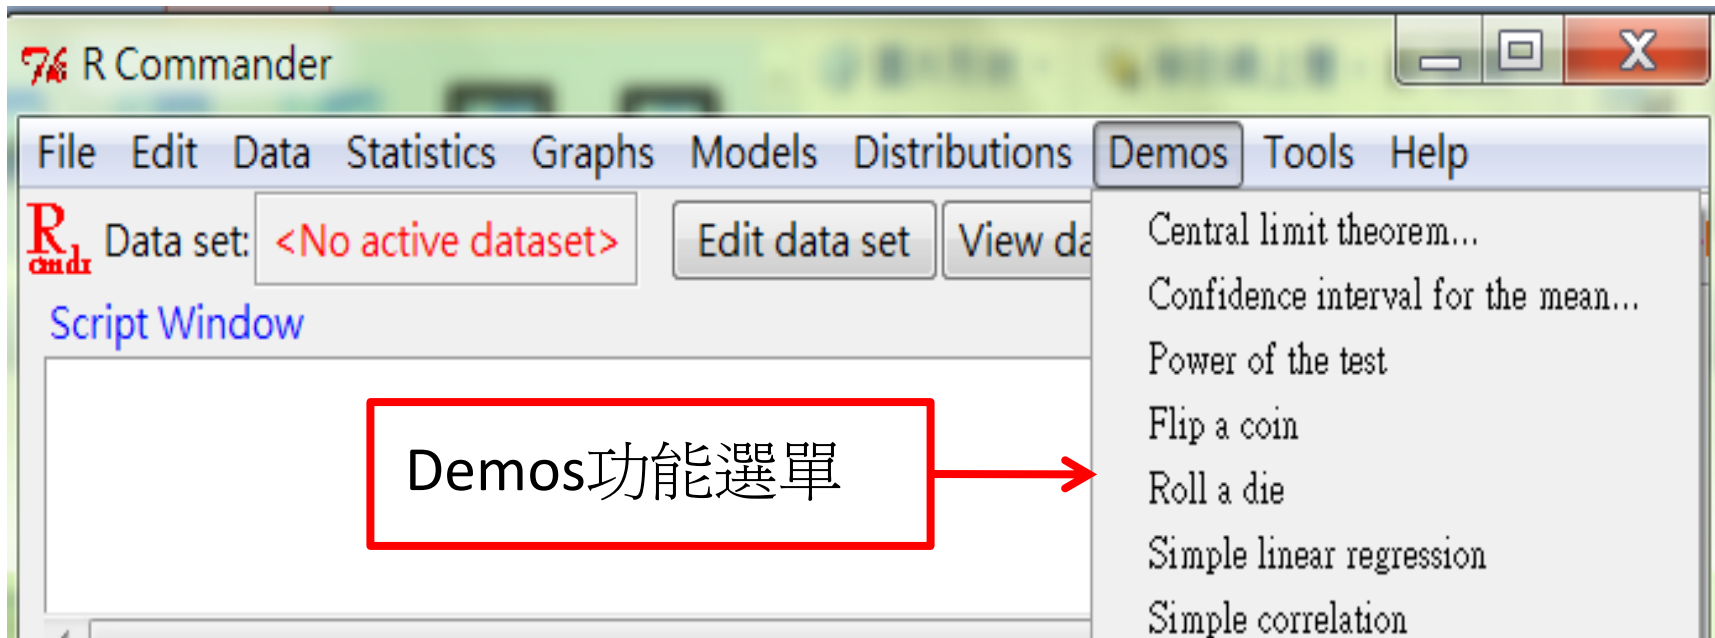 R Commander
File Edit Data Statistics Graphs Models Distributions Demos Tools Help
R cmdr Data set: <No active dataset> Edit data set View da
Script Window
Demos功能選單
Central limit theorem...
Confidence interval for the mean...
Power of the test
Flip a coin
Roll a die
Simple linear regression
Simple correlation